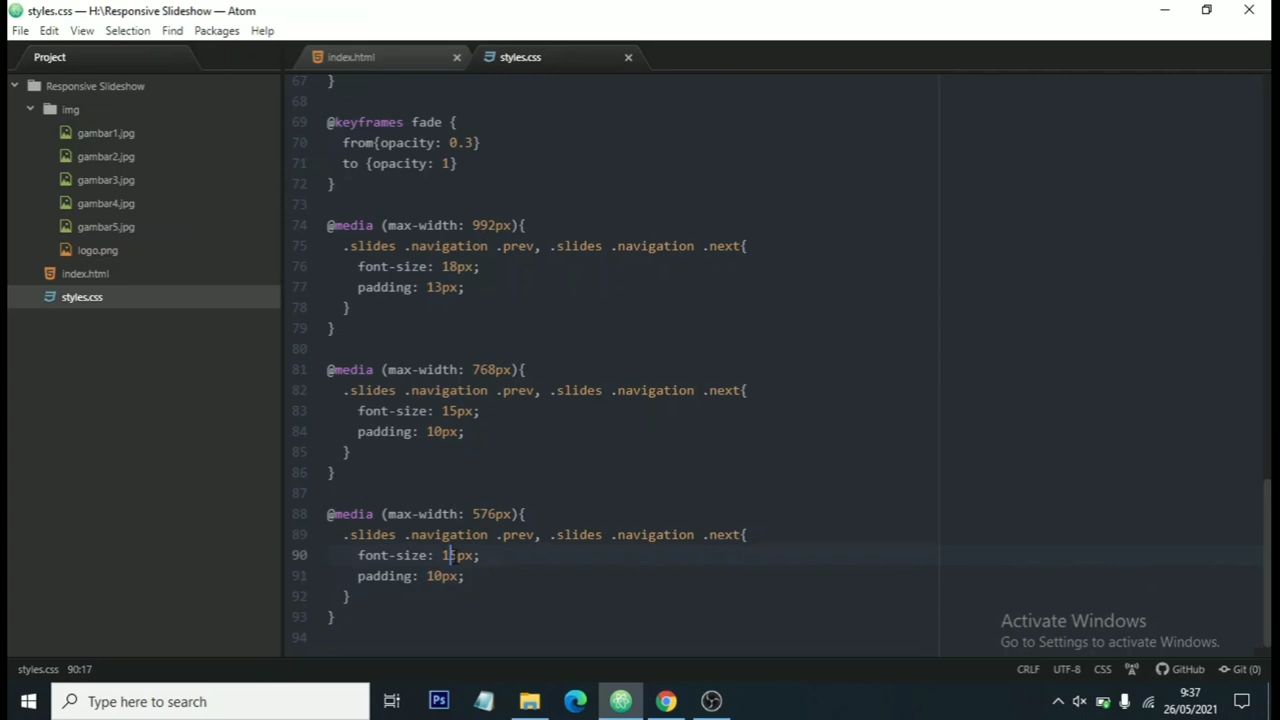 styles.css — H:\Responsive Slideshow — Atom
File Edit View Selection Find Packages Help
Project
index.html
styles.css
Responsive Slideshow
img
gambar1.jpg
gambar2.jpg
gambar3.jpg
gambar4.jpg
gambar5.jpg
logo.png
index.html
styles.css
67 }
68
69 @keyframes fade {
70 from{opacity: 0.3}
71 to {opacity: 1}
72 }
73
74 @media (max-width: 992px){
75 .slides .navigation .prev, .slides .navigation .next{
76 font-size: 18px;
77 padding: 13px;
78 }
79 }
80
81 @media (max-width: 768px){
82 .slides .navigation .prev, .slides .navigation .next{
83 font-size: 15px;
84 padding: 10px;
85 }
86 }
87
88 @media (max-width: 576px){
89 .slides .navigation .prev, .slides .navigation .next{
90 font-size: 15px;
91 padding: 10px;
92 }
93 }
94
Activate Windows
Go to Settings to activate Windows.
styles.css 90:17
CRLF UTF-8 CSS GitHub Git (0)
Type here to search
Ps
9:37
26/05/2021